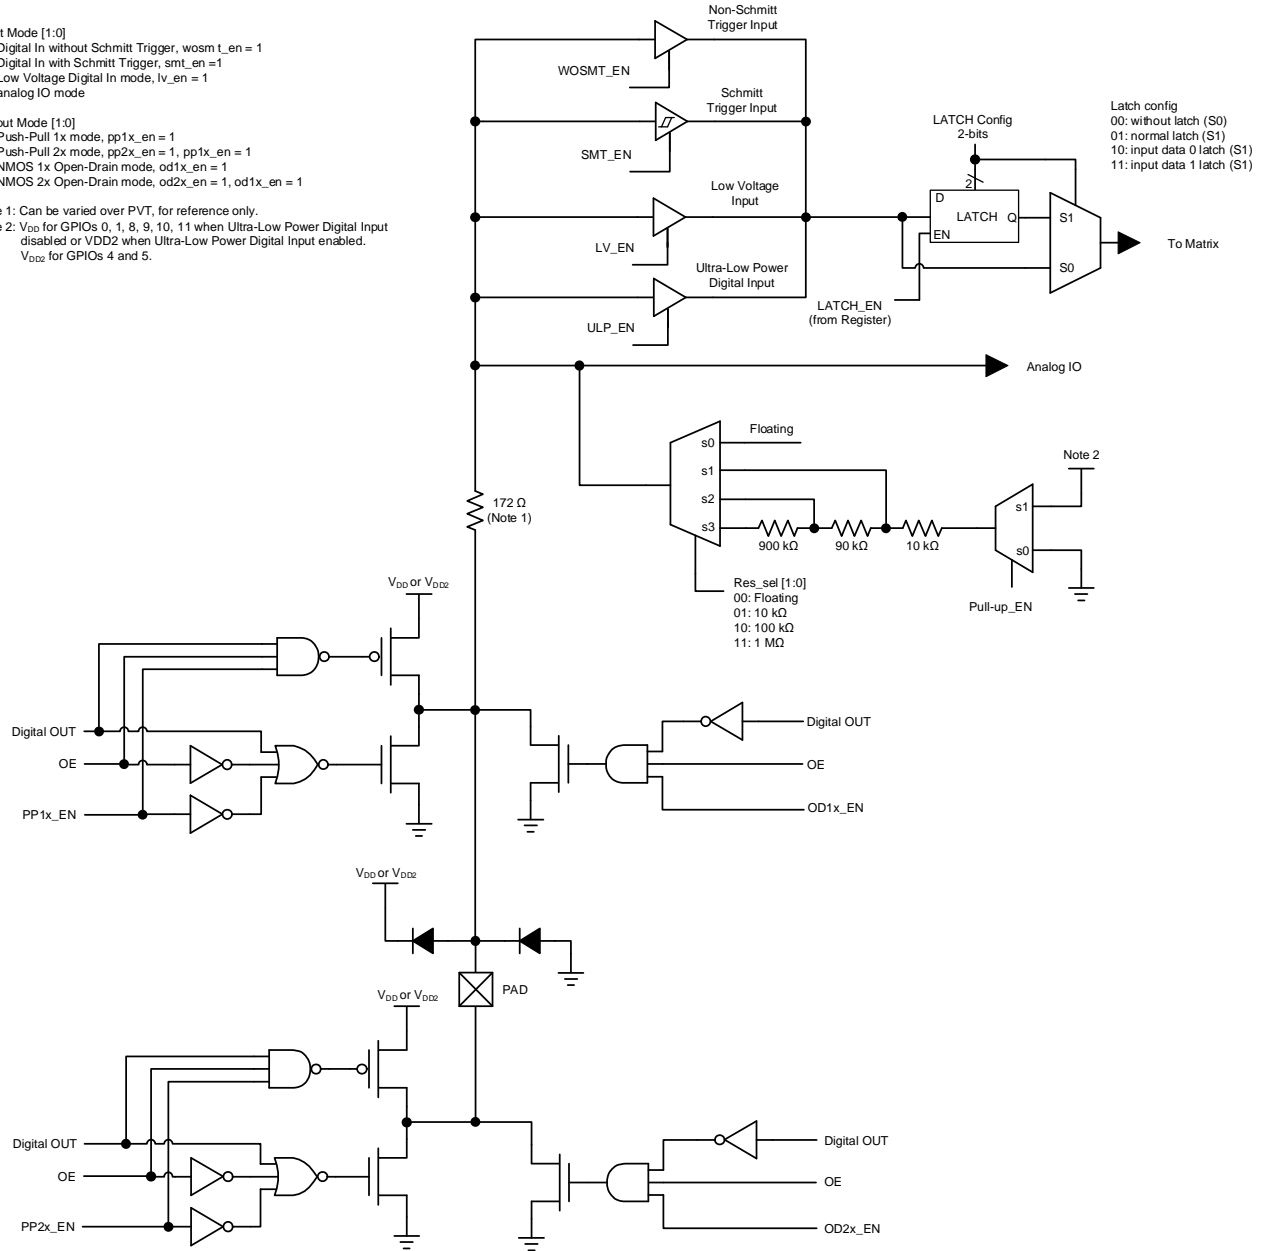 t Mode [1:0]
Digital In without Schmitt Trigger, wosmt_en = 1
Digital In with Schmitt Trigger, smt_en =1
Low Voltage Digital In mode, lv_en = 1
analog IO mode
out Mode [1:0]
Push-Pull 1x mode, pp1x_en = 1
Push-Pull 2x mode, pp2x_en = 1, pp1x_en = 1
NMOS 1x Open-Drain mode, od1x_en = 1
NMOS 2x Open-Drain mode, od2x_en = 1, od1x_en = 1
e 1: Can be varied over PVT, for reference only.
e 2: VDD for GPIOs 0, 1, 8, 9, 10, 11 when Ultra-Low Power Digital Input
disabled or VDD2 when Ultra-Low Power Digital Input enabled.
VDD2 for GPIOs 4 and 5.
Non-Schmitt
Trigger Input
WOSMT_EN
Schmitt
Trigger Input
SMT_EN
Low Voltage
Input
LV_EN
Ultra-Low Power
Digital Input
ULP_EN
LATCH Config
2-bits
2
D
LATCH
Q
EN
LATCH_EN
(from Register)
S1
S0
To Matrix
Latch config
00: without latch (S0)
01: normal latch (S1)
10: input data 0 latch (S1)
11: input data 1 latch (S1)
Analog IO
Floating
s0
s1
s2
s3
900 kΩ
90 kΩ
10 kΩ
Note 2
s1
s0
Pull-up_EN
Res_sel [1:0]
00: Floating
01: 10 kΩ
10: 100 kΩ
11: 1 MΩ
172 Ω
(Note 1)
VDD or VDD2
Digital OUT
OE
PP1x_EN
Digital OUT
OE
OD1x_EN
VDD or VDD2
PAD
VDD or VDD2
Digital OUT
OE
PP2x_EN
Digital OUT
OE
OD2x_EN